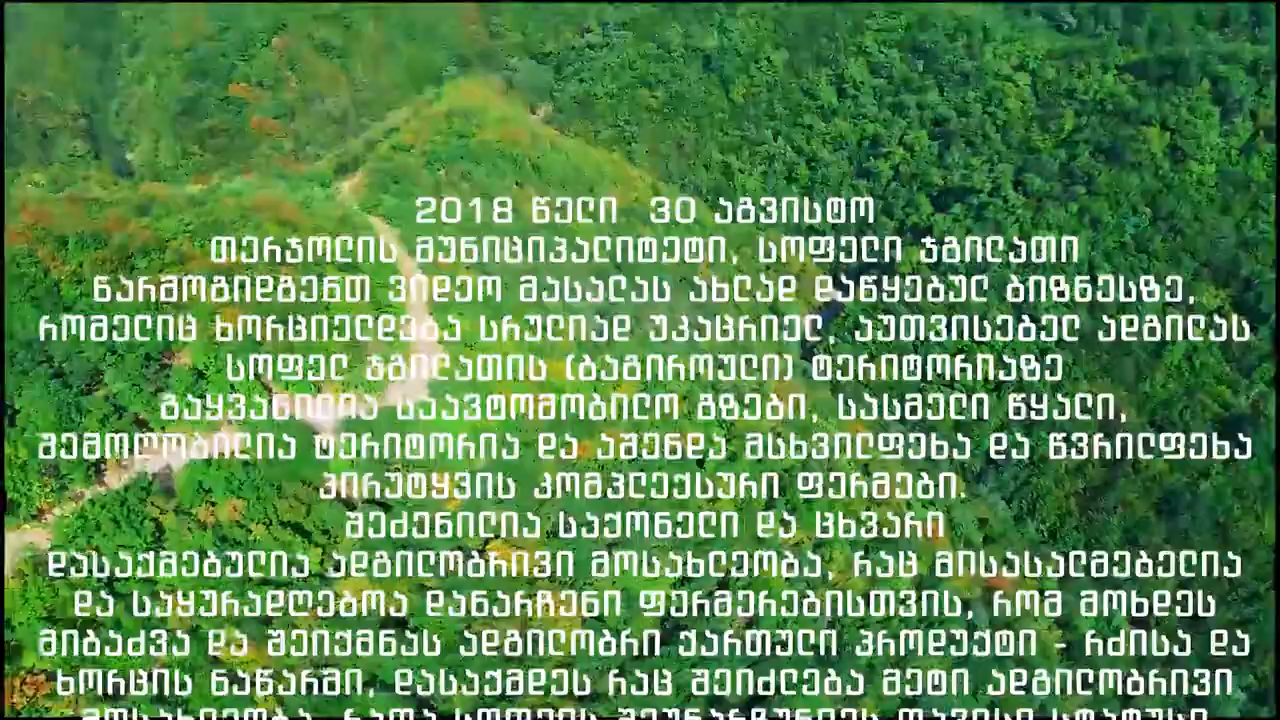 2018 წელი 30 აგვისტო
თერჯოლის მუნიციპალიტეტი, სოფელი ჯგილათი
წარმოგიდგენთ ვიდეო მასალას ახლად დაწყებულ ბიზნესზე,
რომელიც ხორციელდება სრულიად უკაცრიელ, აუთვისებელ ადგილას
სოფელ ჯგილათის (ბაგიროული) ტერიტორიაზე
გაყვანილია საავტომობილო გზები, სასმელი წყალი,
შემოღობილია ტერიტორია და აშენდა მსხვილფეხა და წვრილფეხა
პირუტყვის კომპლექსური ფერმები.
შეძენილია საქონელი და ცხვარი
დასაქმებულია ადგილობრივი მოსახლეობა, რაც მისასალმებელია
და საყურადღებოა დანარჩენი ფერმერებისთვის, რომ მოხდეს
მიბაძვა და შეიქმნას ადგილობრი ქართული პროდუქტი - რძისა და
ხორცის ნაწარმი, დასაქმდეს რაც შეიძლება მეტი ადგილობრივი